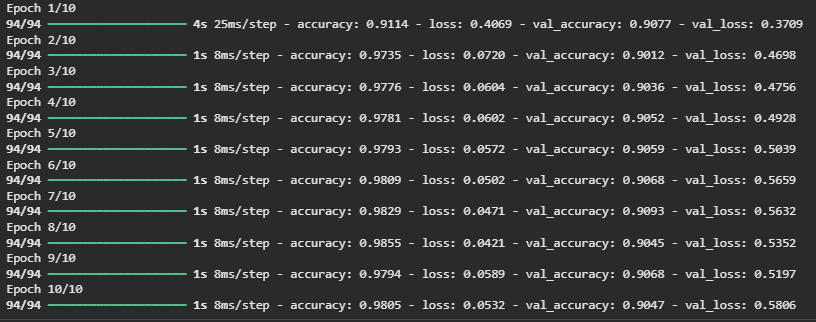 Epoch 1/10
94/94 ━━━━━━━━━━━━━━━━━━━━ 4s 25ms/step - accuracy: 0.9114 - loss: 0.4069 - val_accuracy: 0.9077 - val_loss: 0.3709
Epoch 2/10
94/94 ━━━━━━━━━━━━━━━━━━━━ 1s 8ms/step - accuracy: 0.9735 - loss: 0.0720 - val_accuracy: 0.9012 - val_loss: 0.4698
Epoch 3/10
94/94 ━━━━━━━━━━━━━━━━━━━━ 1s 8ms/step - accuracy: 0.9776 - loss: 0.0604 - val_accuracy: 0.9036 - val_loss: 0.4756
Epoch 4/10
94/94 ━━━━━━━━━━━━━━━━━━━━ 1s 8ms/step - accuracy: 0.9781 - loss: 0.0602 - val_accuracy: 0.9052 - val_loss: 0.4928
Epoch 5/10
94/94 ━━━━━━━━━━━━━━━━━━━━ 1s 8ms/step - accuracy: 0.9793 - loss: 0.0572 - val_accuracy: 0.9059 - val_loss: 0.5039
Epoch 6/10
94/94 ━━━━━━━━━━━━━━━━━━━━ 1s 8ms/step - accuracy: 0.9809 - loss: 0.0502 - val_accuracy: 0.9068 - val_loss: 0.5659
Epoch 7/10
94/94 ━━━━━━━━━━━━━━━━━━━━ 1s 8ms/step - accuracy: 0.9829 - loss: 0.0471 - val_accuracy: 0.9093 - val_loss: 0.5632
Epoch 8/10
94/94 ━━━━━━━━━━━━━━━━━━━━ 1s 8ms/step - accuracy: 0.9855 - loss: 0.0421 - val_accuracy: 0.9045 - val_loss: 0.5352
Epoch 9/10
94/94 ━━━━━━━━━━━━━━━━━━━━ 1s 8ms/step - accuracy: 0.9794 - loss: 0.0589 - val_accuracy: 0.9068 - val_loss: 0.5197
Epoch 10/10
94/94 ━━━━━━━━━━━━━━━━━━━━ 1s 8ms/step - accuracy: 0.9805 - loss: 0.0532 - val_accuracy: 0.9047 - val_loss: 0.5806